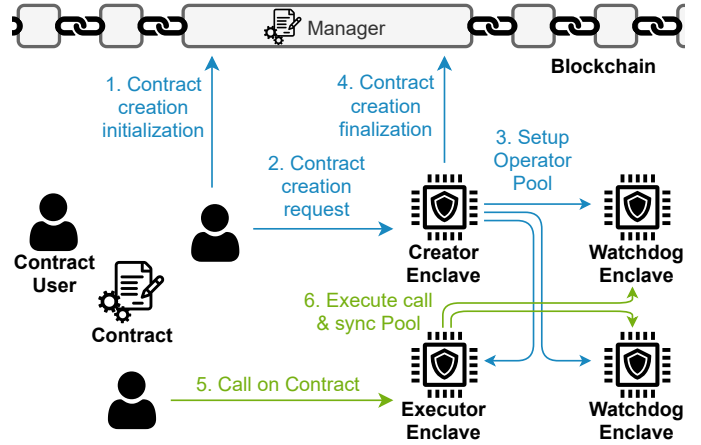 Manager
Blockchain
1. Contract
creation
initialization
4. Contract
creation
finalization
2. Contract
creation
request
3. Setup
Operator
Pool
Contract
User
Contract
Creator
Enclave
Watchdog
Enclave
6. Execute call
& sync Pool
5. Call on Contract
Executor
Enclave
Watchdog
Enclave